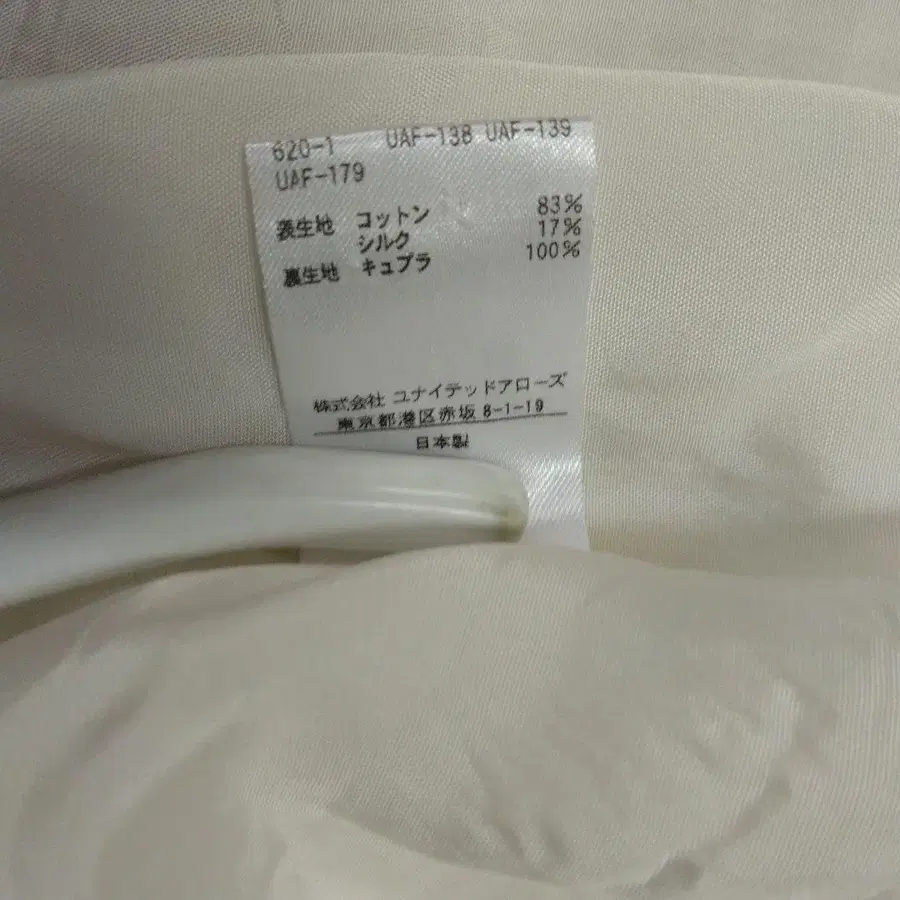 620-1 UAF-138 UAF-139
UAF-179
表生地 コットン 83%
シルク 17%
裏生地 キュプラ 100%
株式会社 ユナイテッドアローズ
東京都港区赤坂 8-1-19
日本製